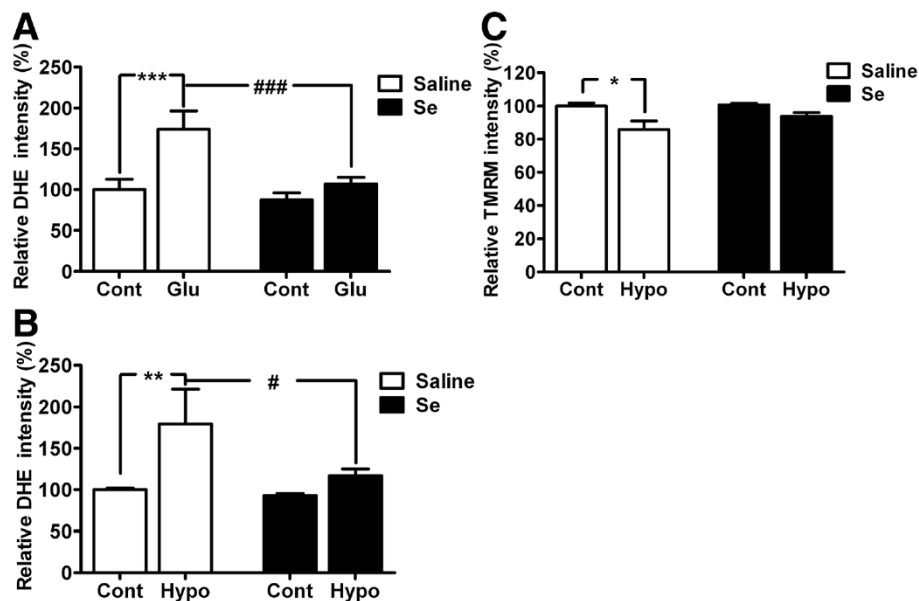 A
Relative DHE intensity (%)
250
200
150
100
50
0
***
###
Saline
Se
Cont Glu Cont Glu
C
Relative TMRM intensity (%)
120
100
80
60
40
20
0
*
Saline
Se
Cont Hypo Cont Hypo
B
Relative DHE intensity (%)
250
200
150
100
50
0
**
#
Saline
Se
Cont Hypo Cont Hypo